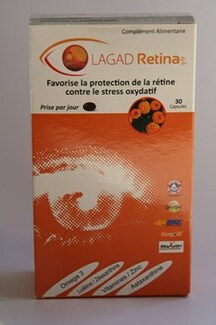 Complément Alimentaire
LAGAD Retina
Favorise la protection de la rétine
contre le stress oxydatif
Prise par jour
30
Capsules
Omega 3
Lutéine / Zéaxanthine
Vitamines / Zinc
Astaxanthine